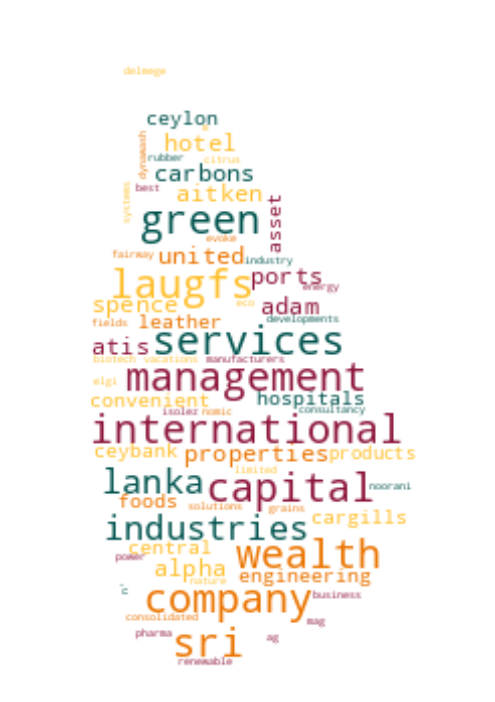 delmege
ceylon
hotel
dynawash
rubber citrus
carbons
best
systems
aitken
asset
green
evoke
fairway united industry
laugfs ports
energy
spence eco adam
fields leather developments
atis services
biotech vacations manufacturers
management
elgi
convenient hospitals
isolez nomic consultancy
international
ceybank properties products
limited
lanka capital noorani
foods
solutions grains
industries cargills
central
power wealth
alpha engineering
nature
c
company business
consolidated mag
pharma sri ag
renewable